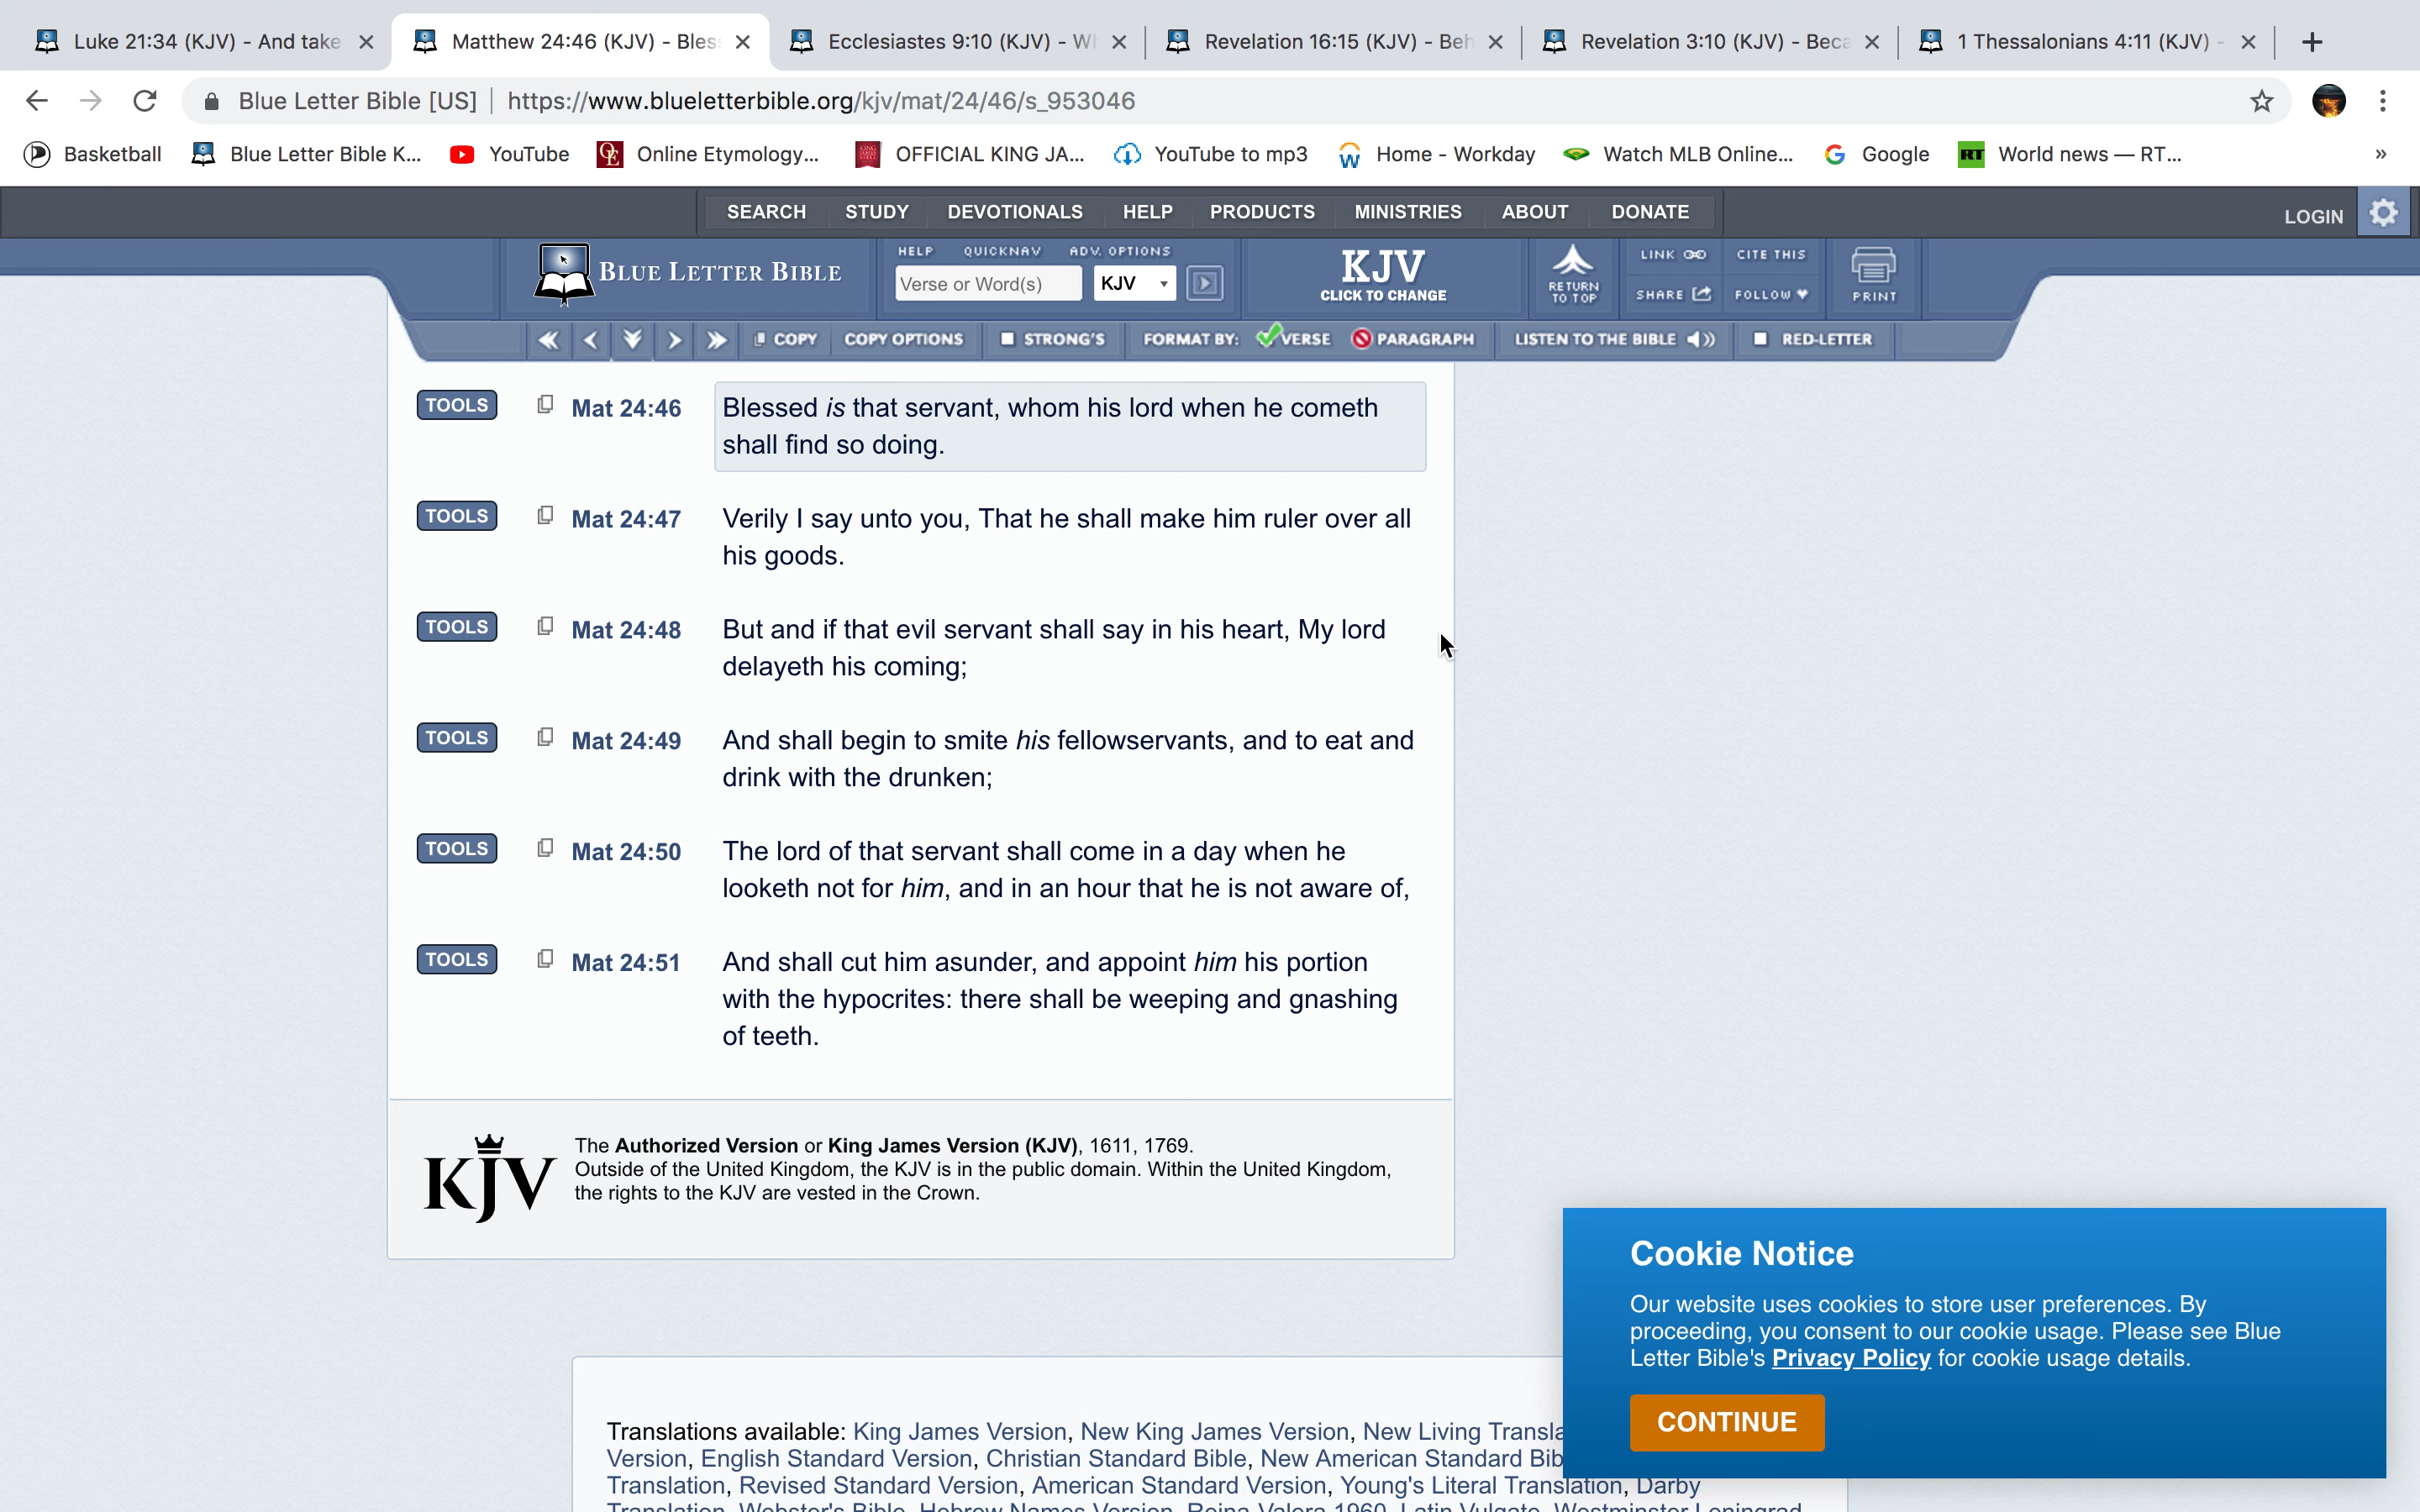 Luke 21:34 (KJV) - And take
Matthew 24:46 (KJV) - Bles
Ecclesiastes 9:10 (KJV) - W
Revelation 16:15 (KJV) - Beh
Revelation 3:10 (KJV) - Beca
1 Thessalonians 4:11 (KJV) -
Blue Letter Bible [US] https://www.blueletterbible.org/kjv/mat/24/46/s_953046
Basketball Blue Letter Bible K... YouTube Online Etymology... OFFICIAL KING JA... YouTube to mp3 Home - Workday Watch MLB Online... Google RT World news — RT... »
SEARCH STUDY DEVOTIONALS HELP PRODUCTS MINISTRIES ABOUT DONATE LOGIN
BLUE LETTER BIBLE
HELP QUICKNAV ADV. OPTIONS
Verse or Word(s) KJV
KJV
CLICK TO CHANGE
RETURN
TO TOP
LINK CITE THIS
SHARE FOLLOW
PRINT
COPY COPY OPTIONS STRONG'S FORMAT BY: VERSE PARAGRAPH LISTEN TO THE BIBLE RED-LETTER
TOOLS Mat 24:46 Blessed is that servant, whom his lord when he cometh
shall find so doing.
TOOLS Mat 24:47 Verily I say unto you, That he shall make him ruler over all
his goods.
TOOLS Mat 24:48 But and if that evil servant shall say in his heart, My lord
delayeth his coming;
TOOLS Mat 24:49 And shall begin to smite his fellowservants, and to eat and
drink with the drunken;
TOOLS Mat 24:50 The lord of that servant shall come in a day when he
looketh not for him, and in an hour that he is not aware of,
TOOLS Mat 24:51 And shall cut him asunder, and appoint him his portion
with the hypocrites: there shall be weeping and gnashing
of teeth.
KJV
The Authorized Version or King James Version (KJV), 1611, 1769.
Outside of the United Kingdom, the KJV is in the public domain. Within the United Kingdom,
the rights to the KJV are vested in the Crown.
Cookie Notice
Our website uses cookies to store user preferences. By
proceeding, you consent to our cookie usage. Please see Blue
Letter Bible's Privacy Policy for cookie usage details.
CONTINUE
Translations available: King James Version, New King James Version, New Living Transla
Version, English Standard Version, Christian Standard Bible, New American Standard Bib
Translation, Revised Standard Version, American Standard Version, Young's Literal Translation, Darby
Translation, Webster's Bible, Hebrew Names Version, Reina-Valera 1960, Latin Vulgate, Westminster Leningrad